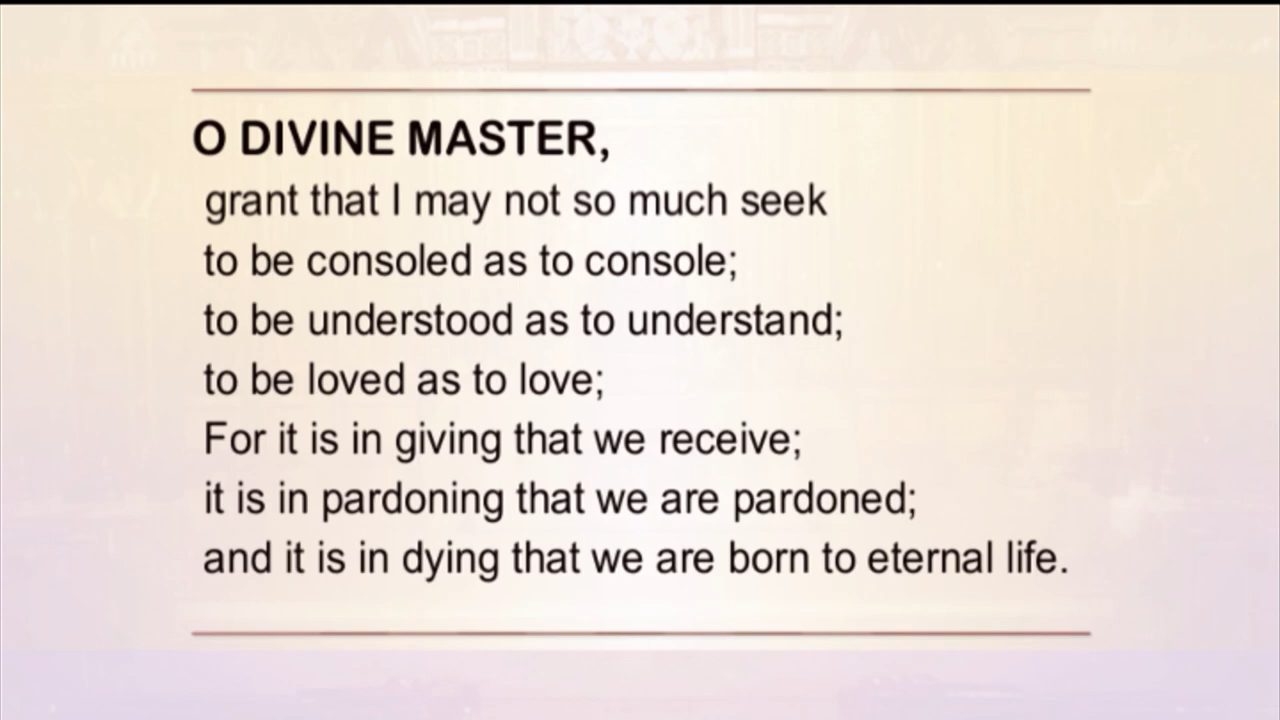 O DIVINE MASTER,
grant that I may not so much seek
to be consoled as to console;
to be understood as to understand;
to be loved as to love;
For it is in giving that we receive;
it is in pardoning that we are pardoned;
and it is in dying that we are born to eternal life.